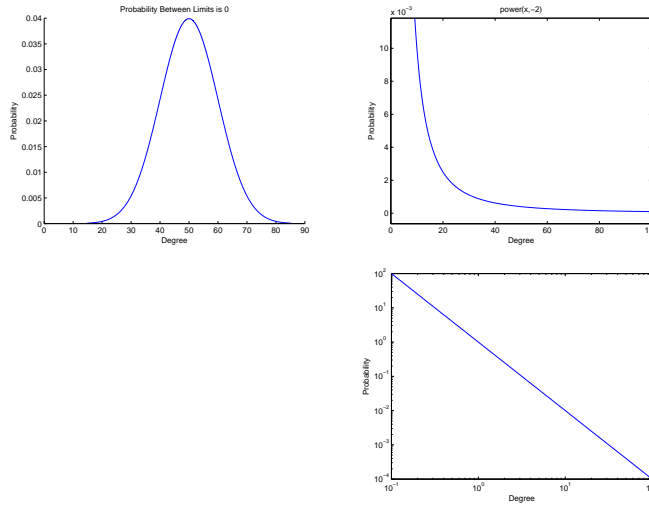 Probability Between Limits is 0
0.04
0.035
0.03
0.025
0.02
0.015
0.01
0.005
0
Probability
0 10 20 30 40 50 60 70 80 90
Degree
x 10⁻³
power(x,−2)
10
8
6
4
2
0
Probability
0 20 40 60 80
Degree
10²
10¹
10⁰
10⁻¹
10⁻²
10⁻³
10⁻⁴
Probability
10⁻¹ 10⁰ 10¹
Degree